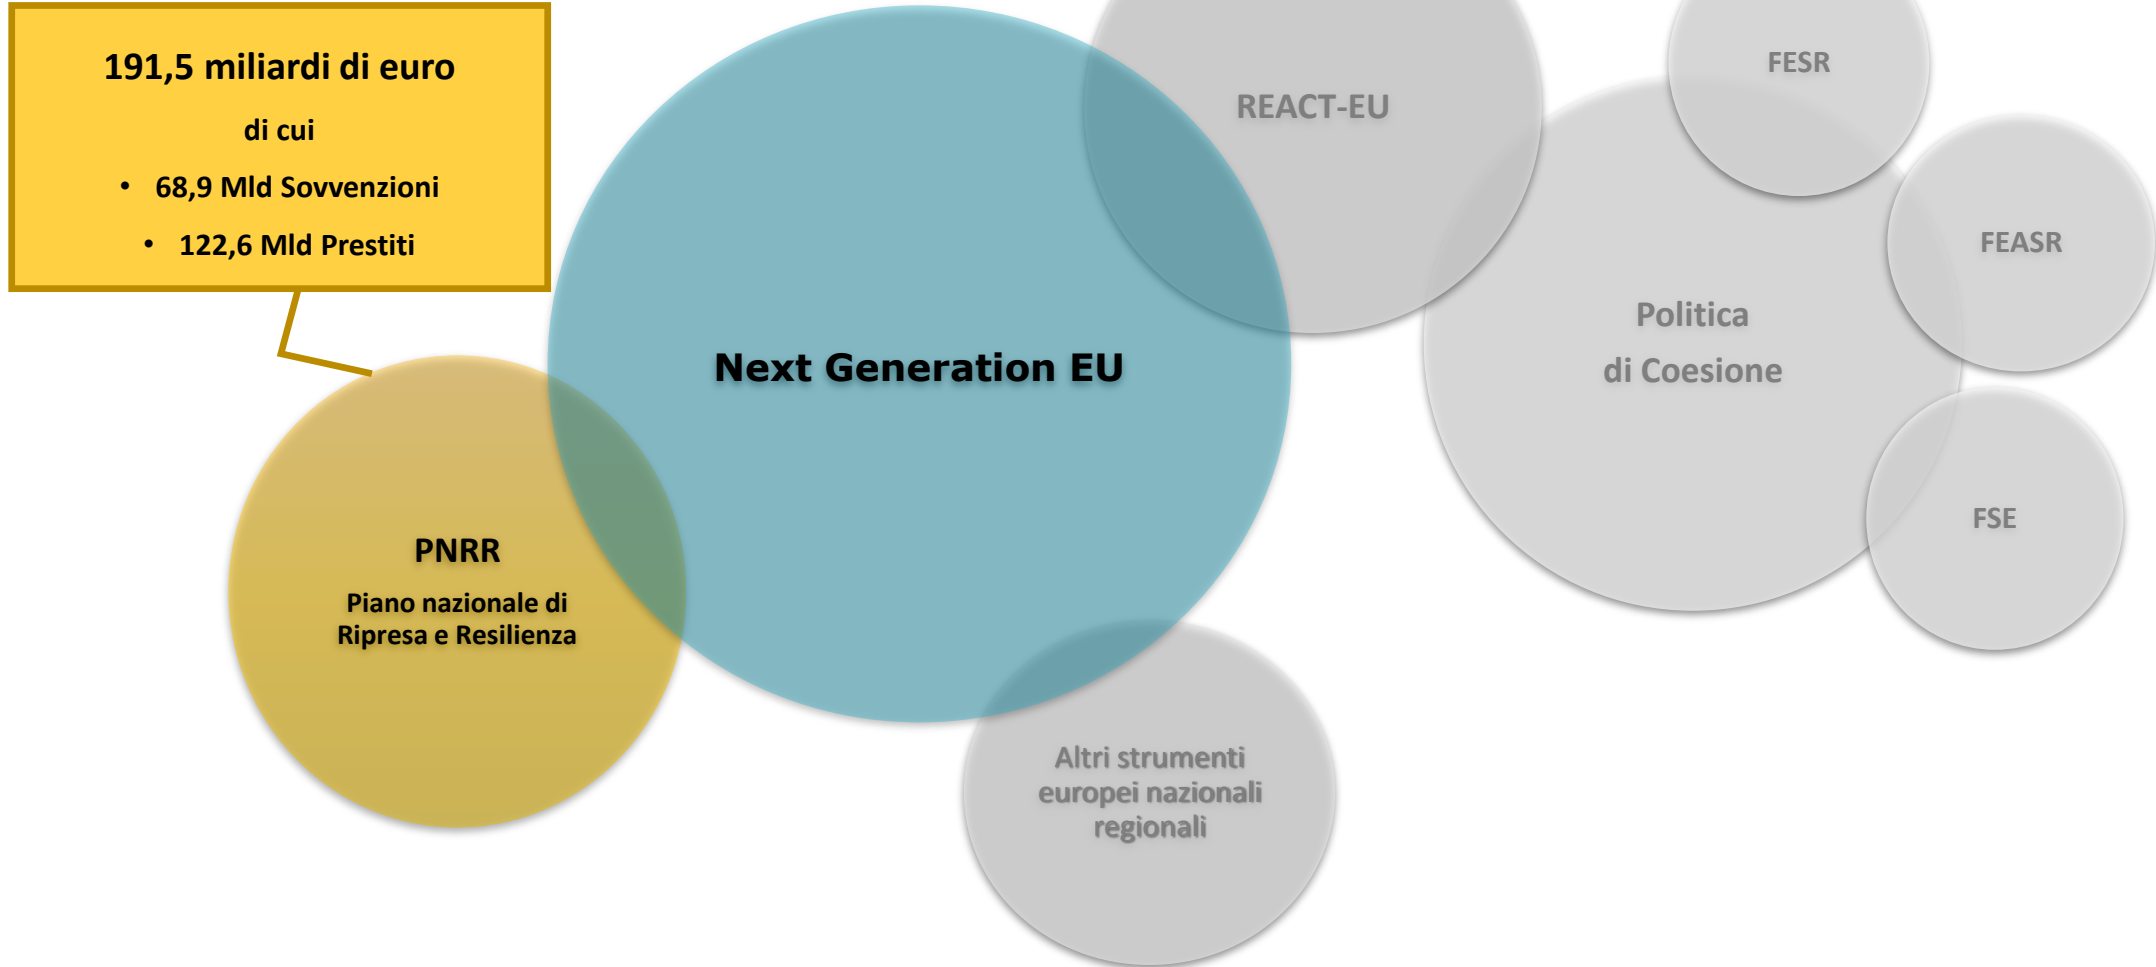 191,5 miliardi di euro
di cui
• 68,9 Mld Sovvenzioni
• 122,6 Mld Prestiti
Next Generation EU
PNRR
Piano nazionale di
Ripresa e Resilienza
REACT-EU
Politica
di Coesione
FESR
FEASR
FSE
Altri strumenti
europei nazionali
regionali